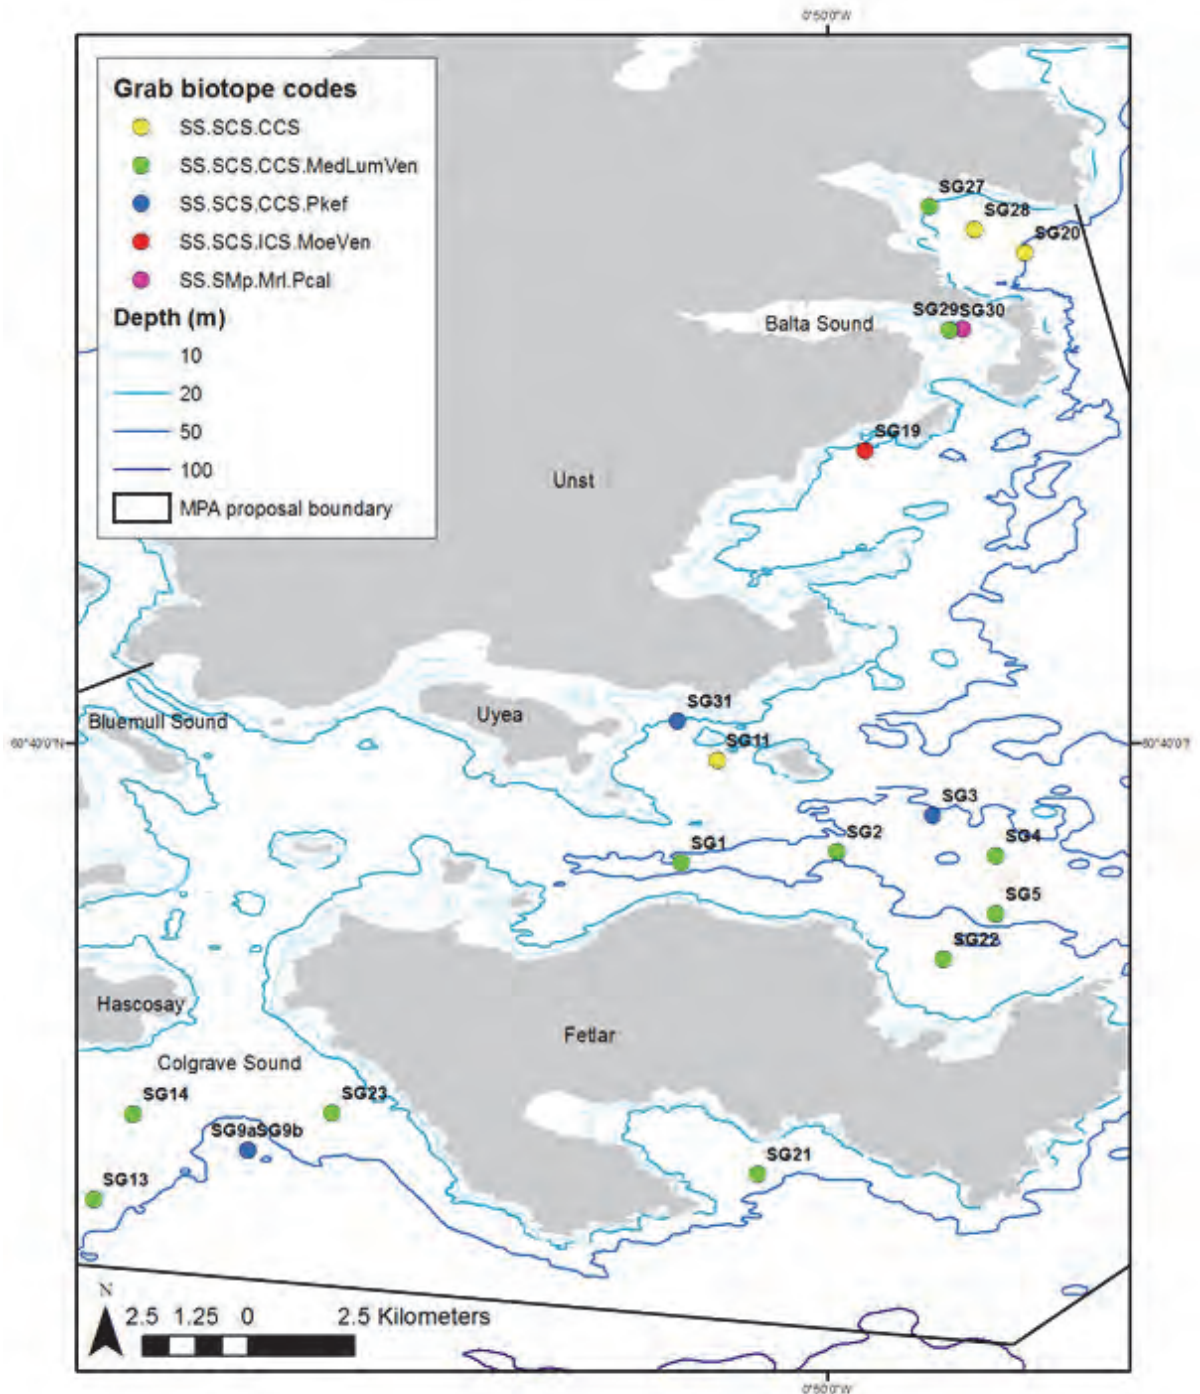 0°50'0"W
Grab biotope codes
SS.SCS.CCS
SS.SCS.CCS.MedLumVen
SS.SCS.CCS.Pkef
SS.SCS.ICS.MoeVen
SS.SMp.Mrl.Pcal
Depth (m)
10
20
50
100
MPA proposal boundary
SG27
SG28
SG20
SG29SG30
Balta Sound
SG19
Unst
SG31
Uyea
Bluemull Sound
60°40'0"N
SG11
SG3
SG2
SG1
SG4
SG5
SG22
Hascosay
Fetlar
Colgrave Sound
SG14
SG23
SG9aSG9b
SG21
SG13
N
2.5 1.25 0 2.5 Kilometers
0°50'0"W